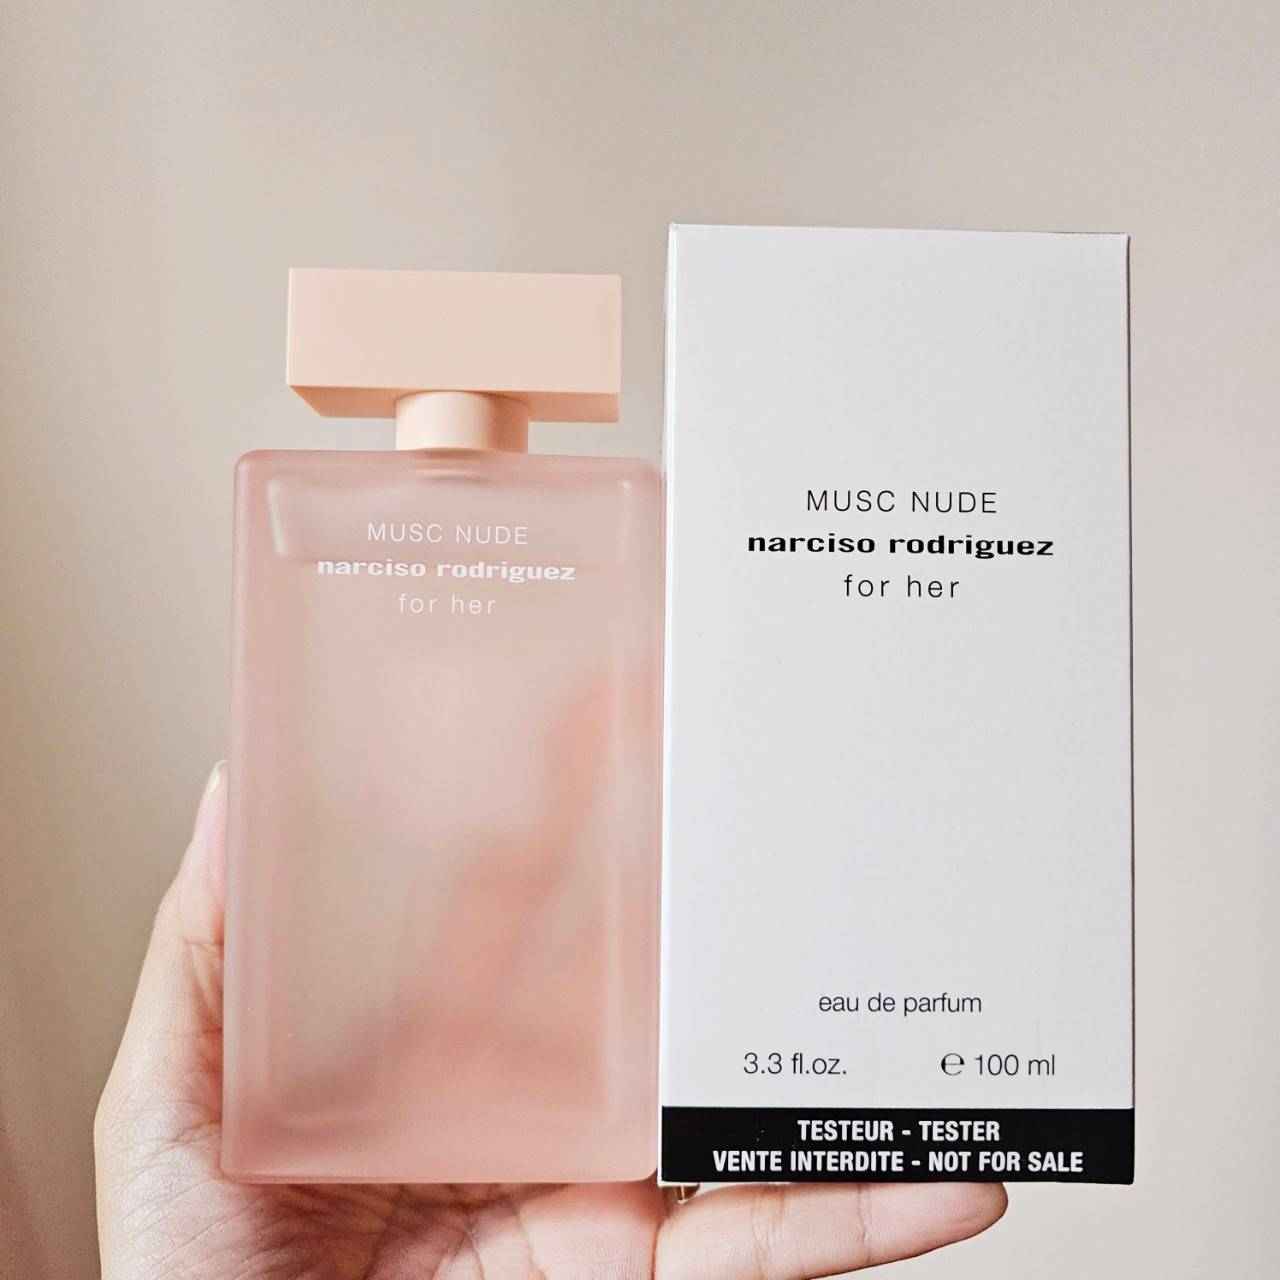 MUSC NUDE
narciso rodriguez
for her
MUSC NUDE
narciso rodriguez
for her
eau de parfum
3.3 fl.oz. ℮ 100 ml
TESTEUR - TESTER
VENTE INTERDITE - NOT FOR SALE